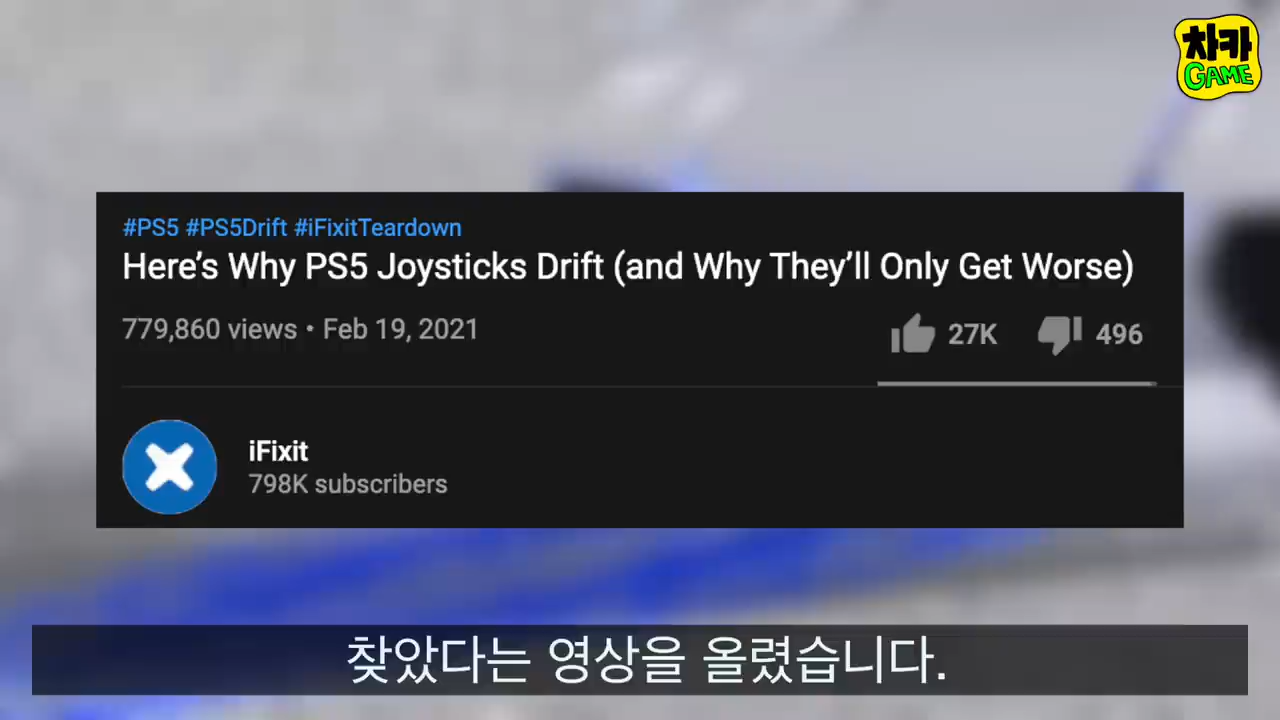 차카
GAME
#PS5 #PS5Drift #iFixitTeardown
Here's Why PS5 Joysticks Drift (and Why They'll Only Get Worse)
779,860 views • Feb 19, 2021
27K
496
iFixit
798K subscribers
찾았다는 영상을 올렸습니다.